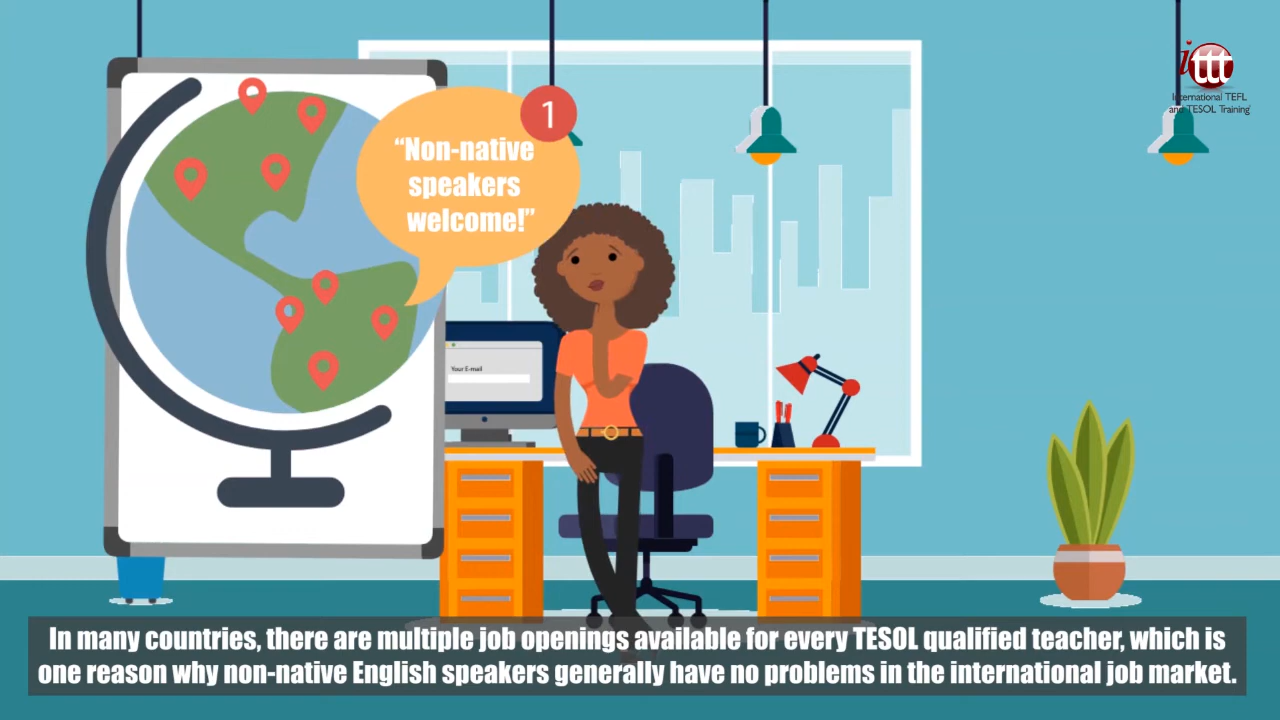 ittt
International TEFL
and TESOL Training
1
“Non-native
speakers
welcome!”
Your E-mail
In many countries, there are multiple job openings available for every TESOL qualified teacher, which is
one reason why non-native English speakers generally have no problems in the international job market.